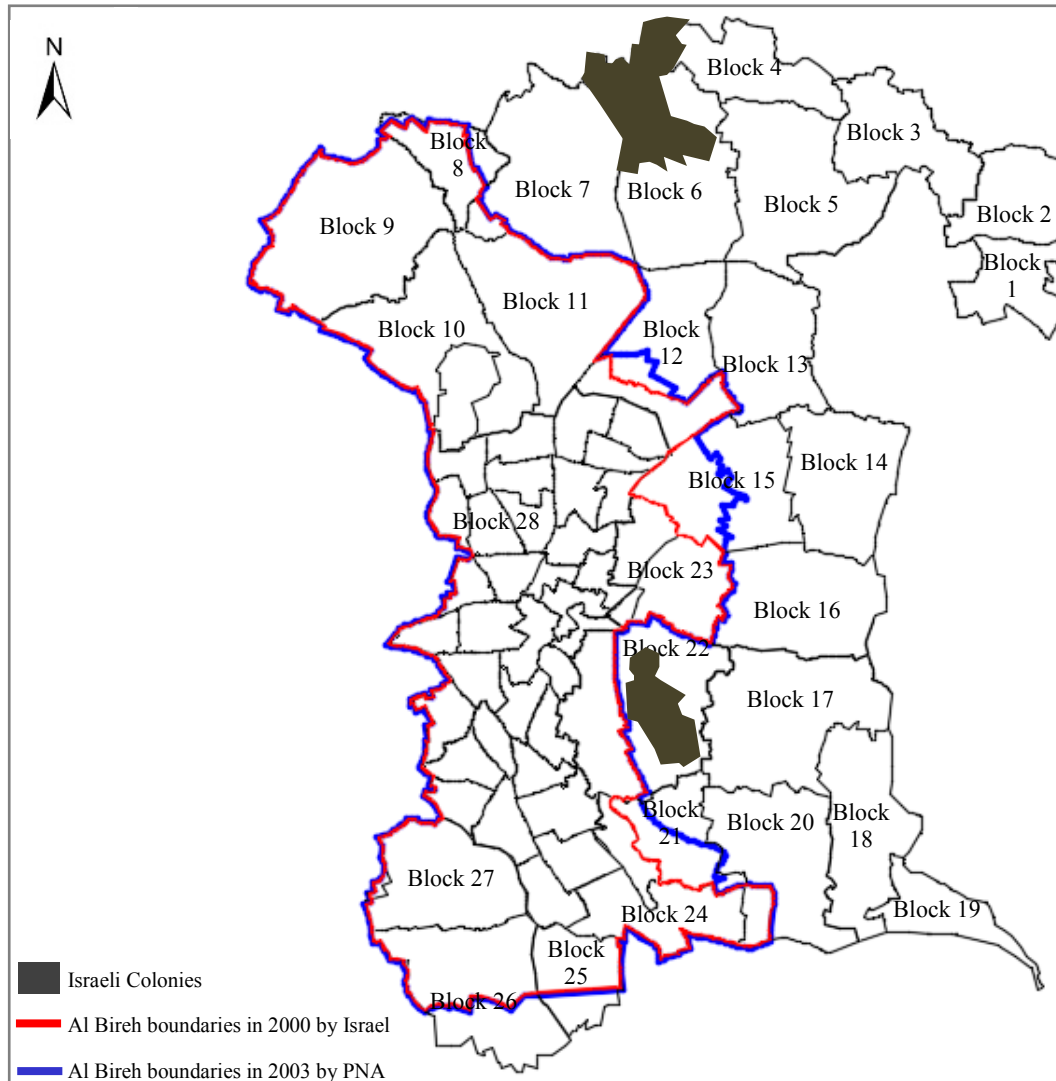 N
Block 4
Block 3
Block
8
Block 7
Block 6
Block 5
Block 2
Block 9
Block
1
Block 11
Block 10
Block
12
Block 13
Block 14
Block 15
Block 28
Block 23
Block 16
Block 22
Block 17
Block
21
Block 20
Block
18
Block 27
Block 24
Block 19
Block
25
Block 26
Israeli Colonies
Al Bireh boundaries in 2000 by Israel
Al Bireh boundaries in 2003 by PNA